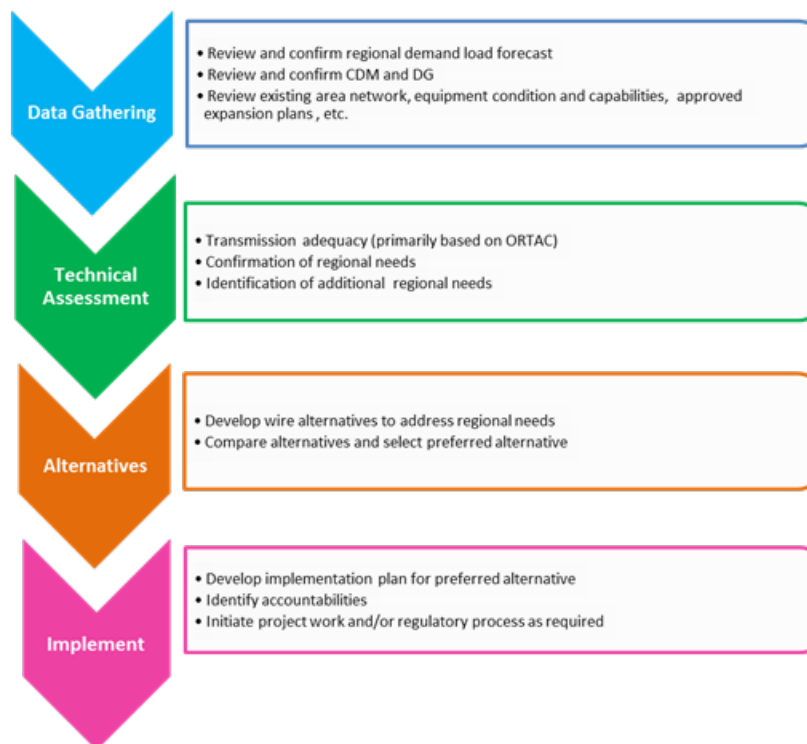 Data Gathering
• Review and confirm regional demand load forecast
• Review and confirm CDM and DG
• Review existing area network, equipment condition and capabilities, approved
expansion plans , etc.
Technical
Assessment
• Transmission adequacy (primarily based on ORTAC)
• Confirmation of regional needs
• Identification of additional regional needs
Alternatives
• Develop wire alternatives to address regional needs
• Compare alternatives and select preferred alternative
Implement
• Develop implementation plan for preferred alternative
• Identify accountabilities
• Initiate project work and/or regulatory process as required